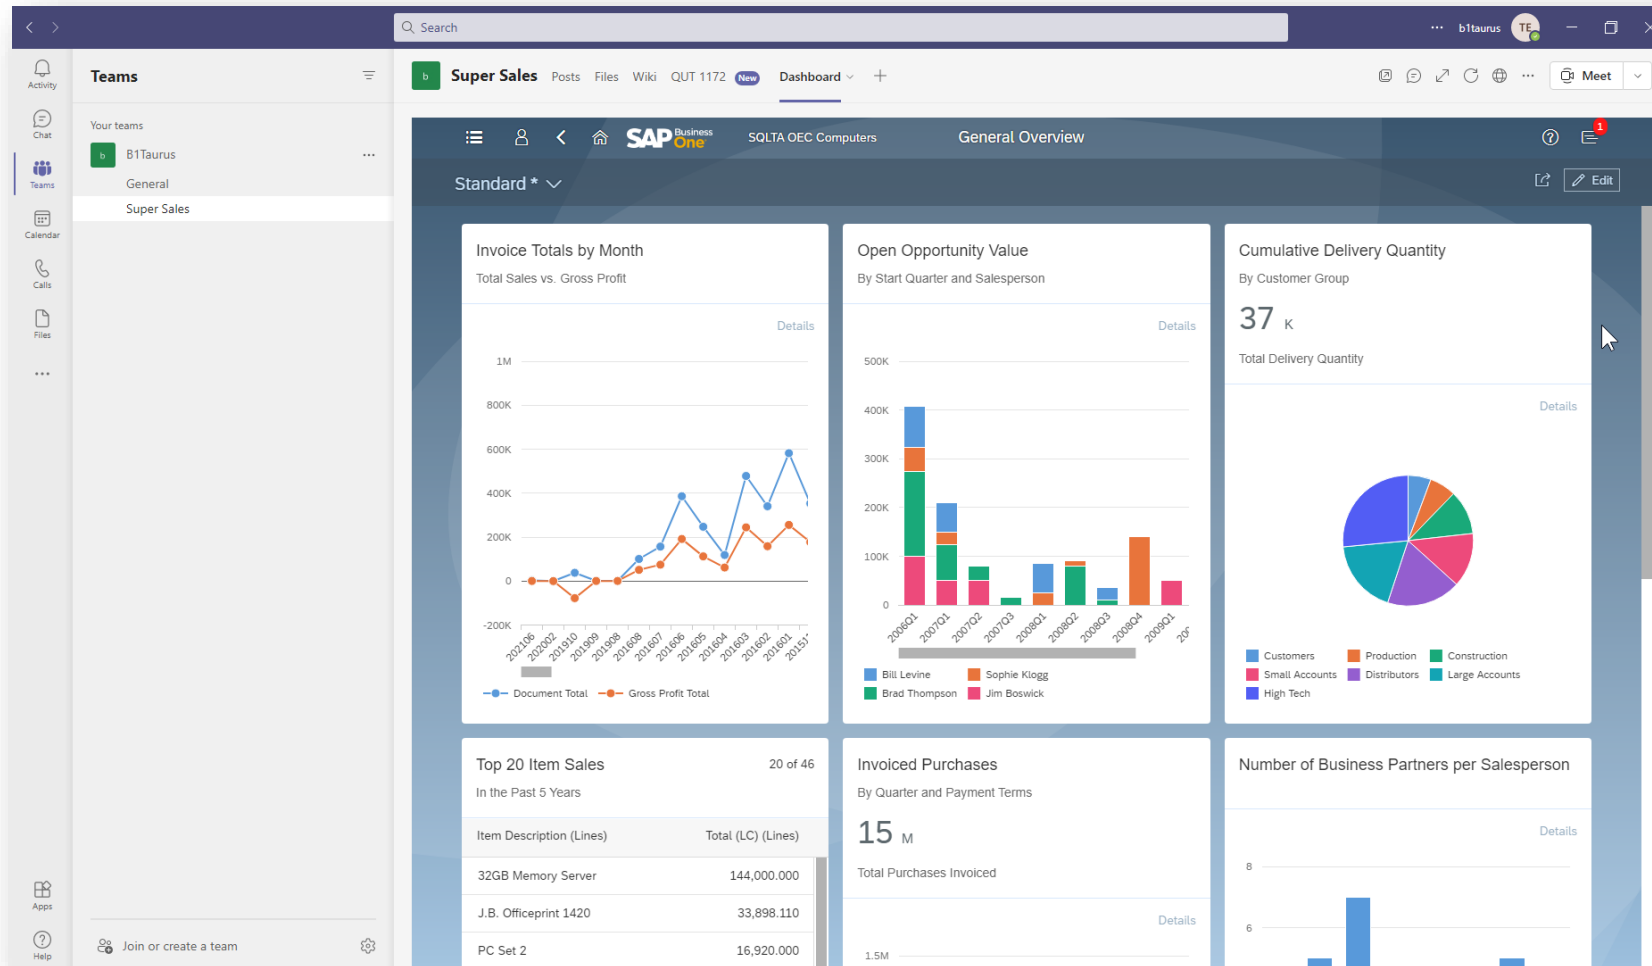 Search
b1taurus
TE
Activity
Chat
Teams
Calendar
Calls
Files
Apps
Help
Teams
Your teams
b B1Taurus
General
Super Sales
Join or create a team
b Super Sales Posts Files Wiki QUT 1172 New Dashboard
Meet
SAP Business One
SQLTA OEC Computers
General Overview
1
Standard *
Edit
Invoice Totals by Month
Total Sales vs. Gross Profit
Details
1M
800K
600K
400K
200K
0
-200K
202106 202002 201910 201909 201908 201608 201607 201606 201605 201604 201603 201602 201601
Document Total Gross Profit Total
Open Opportunity Value
By Start Quarter and Salesperson
Details
500K
400K
300K
200K
100K
0
2006Q1 2007Q1 2007Q2 2007Q3 2008Q1 2008Q2 2008Q3 2008Q4 2009Q1
Bill Levine Sophie Klogg
Brad Thompson Jim Boswick
Cumulative Delivery Quantity
By Customer Group
37 K
Total Delivery Quantity
Details
Customers Production Construction
Small Accounts Distributors Large Accounts
High Tech
Top 20 Item Sales 20 of 46
In the Past 5 Years
Item Description (Lines) Total (LC) (Lines)
32GB Memory Server 144,000.000
J.B. Officeprint 1420 33,898.110
PC Set 2 16,920.000
Invoiced Purchases
By Quarter and Payment Terms
15 M
Total Purchases Invoiced
Details
1.5M
Number of Business Partners per Salesperson
Details
8
6